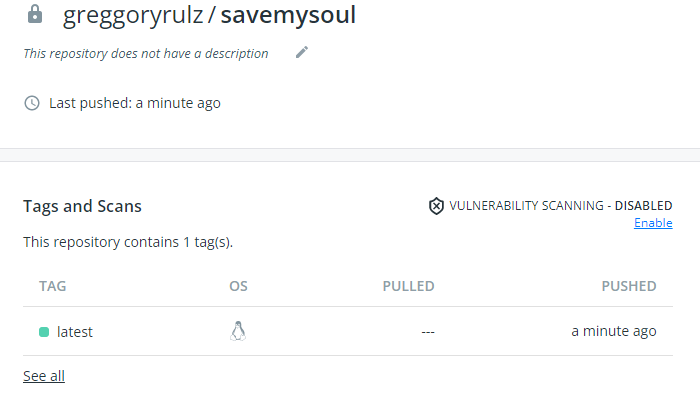 greggoryrulz / savemysoul
This repository does not have a description
Last pushed: a minute ago
Tags and Scans
VULNERABILITY SCANNING - DISABLED
Enable
This repository contains 1 tag(s).
TAG OS PULLED PUSHED
latest --- a minute ago
See all